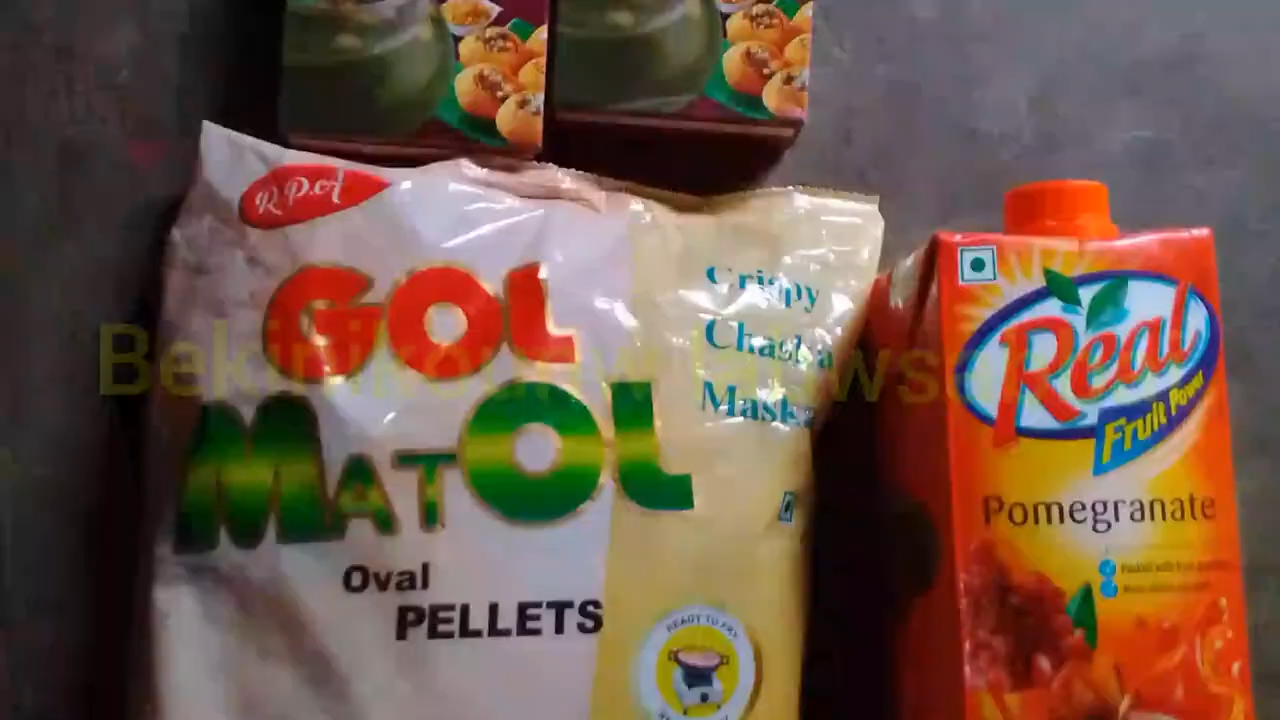 R.P.A
GOL
MATOL
Oval
PELLETS
Crispy
Chaska
Maska
READY TO FRY
Real
Fruit Power
Pomegranate